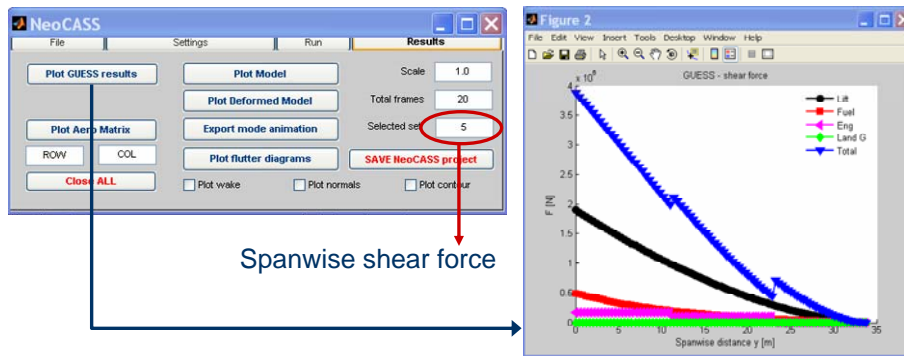 NeoCASS
File Settings Run Results
Plot GUESS results Plot Model Scale 1.0
Plot Deformed Model Total frames 20
Plot Aero Matrix Export mode animation Selected set 5
ROW COL Plot flutter diagrams SAVE NeoCASS project
Close ALL Plot wake Plot normals Plot contour
Spanwise shear force
Figure 2
File Edit View Insert Tools Desktop Window Help
GUESS - shear force
x 10
4
3.5
3
2.5
2
1.5
1
0.5
0
F [N]
Lift
Fuel
Eng
Land G
Total
0 5 10 15 20 25 30 35
Spanwise distance y [m]